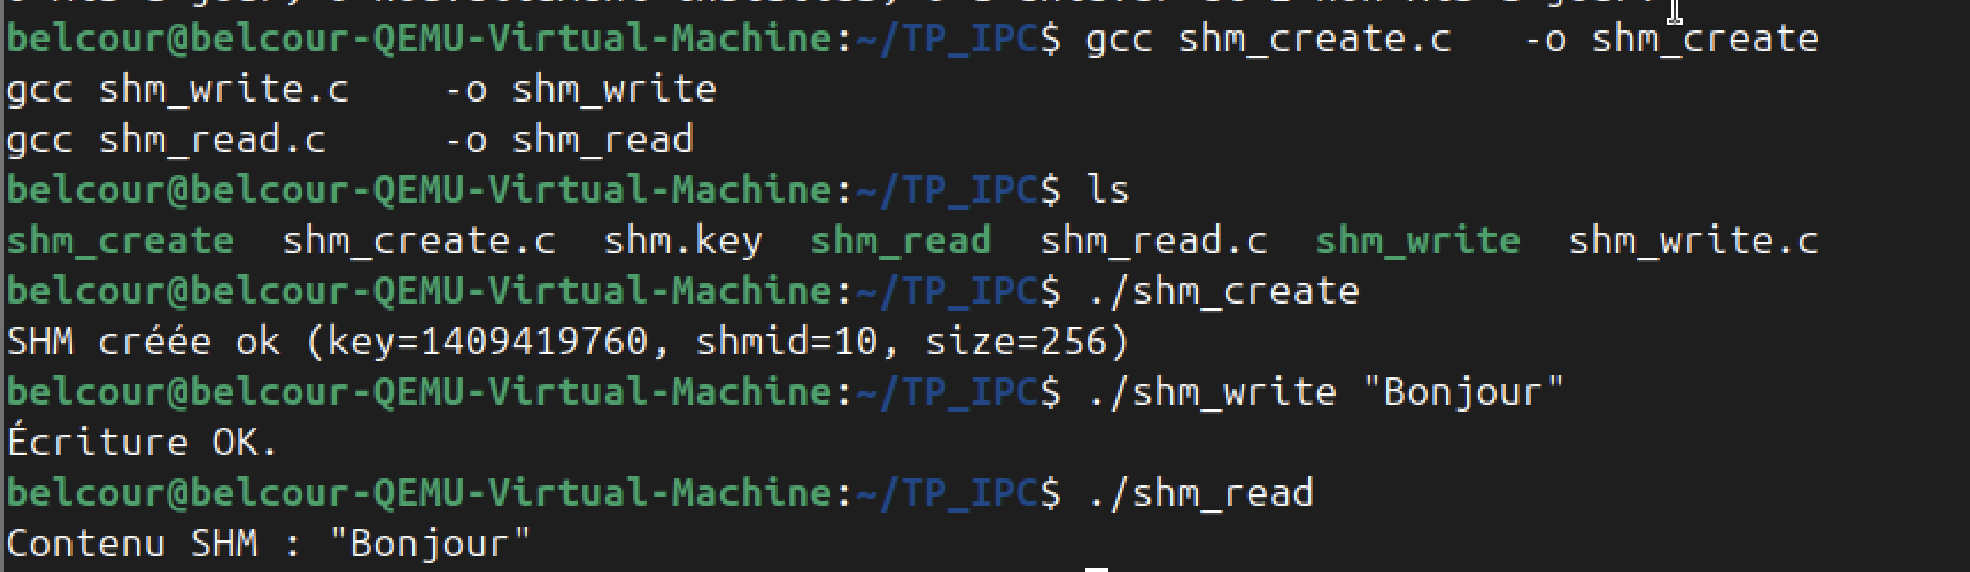 belcour@belcour-QEMU-Virtual-Machine:~/TP_IPC$ gcc shm_create.c   -o shm_create
gcc shm_write.c    -o shm_write
gcc shm_read.c     -o shm_read
belcour@belcour-QEMU-Virtual-Machine:~/TP_IPC$ ls
shm_create  shm_create.c  shm.key  shm_read  shm_read.c  shm_write  shm_write.c
belcour@belcour-QEMU-Virtual-Machine:~/TP_IPC$ ./shm_create
SHM créée ok (key=1409419760, shmid=10, size=256)
belcour@belcour-QEMU-Virtual-Machine:~/TP_IPC$ ./shm_write "Bonjour"
Écriture OK.
belcour@belcour-QEMU-Virtual-Machine:~/TP_IPC$ ./shm_read
Contenu SHM : "Bonjour"